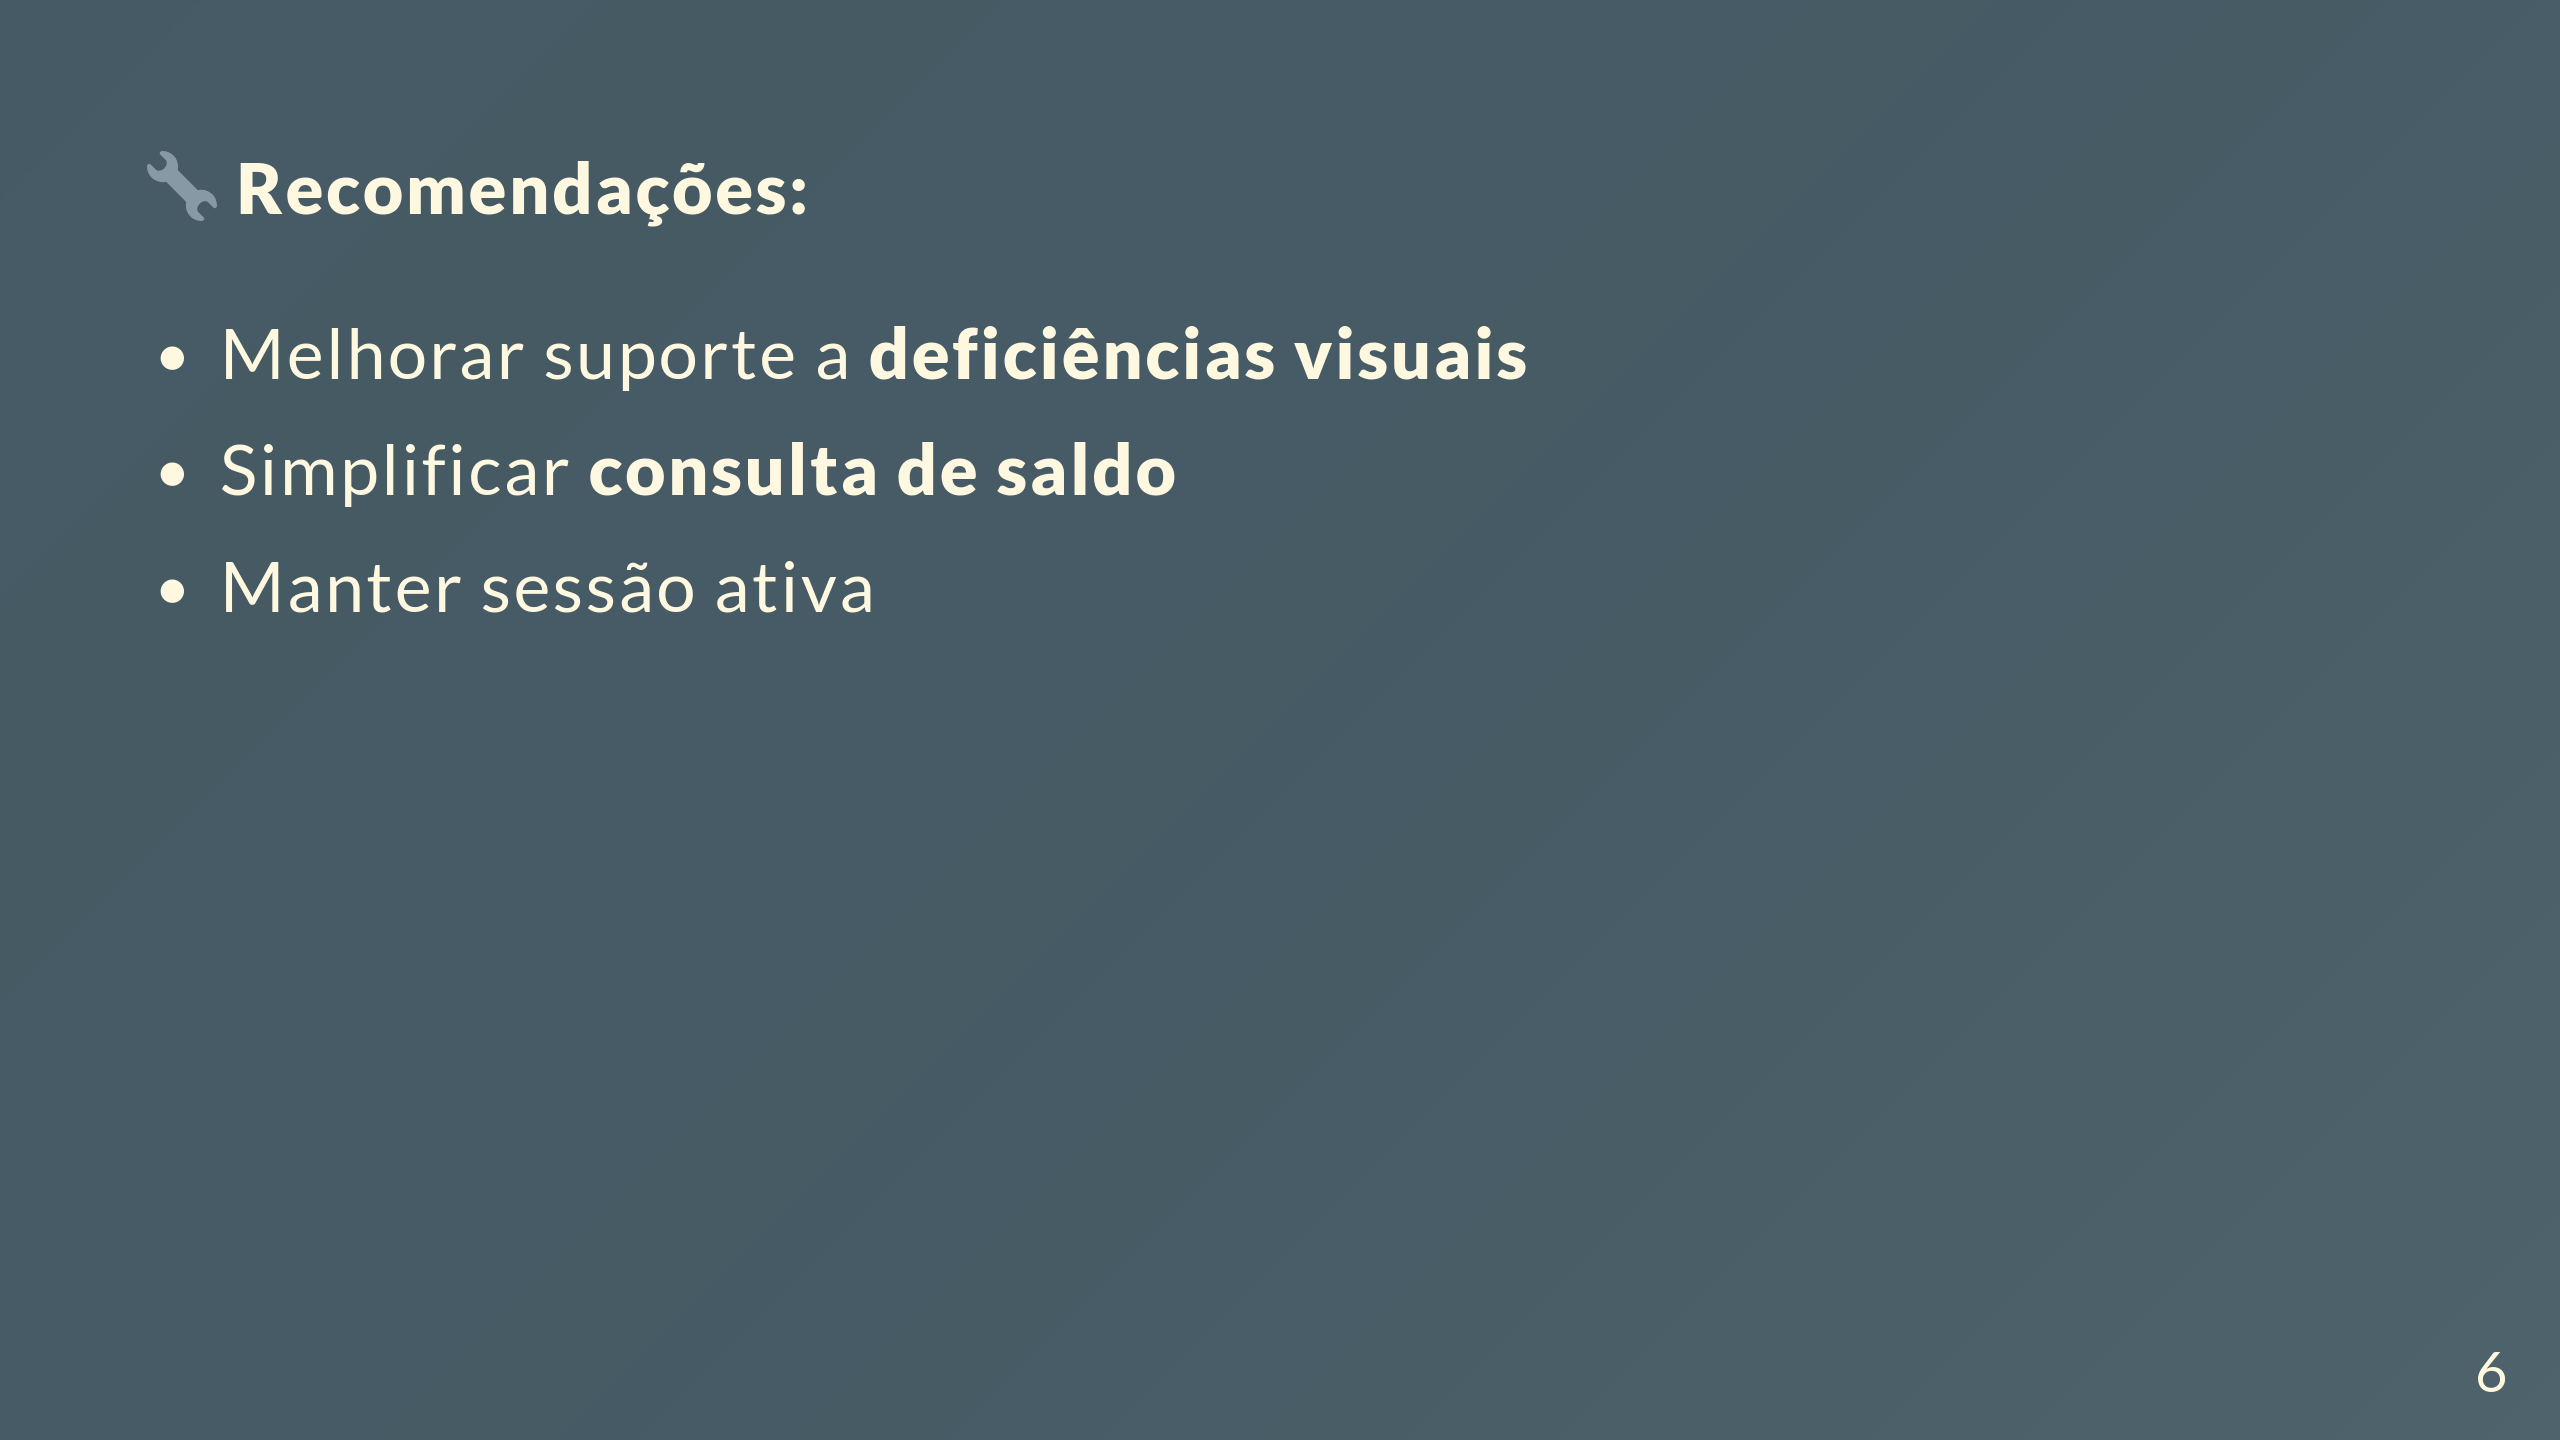 Recomendações:
• Melhorar suporte a deficiências visuais
• Simplificar consulta de saldo
• Manter sessão ativa
6